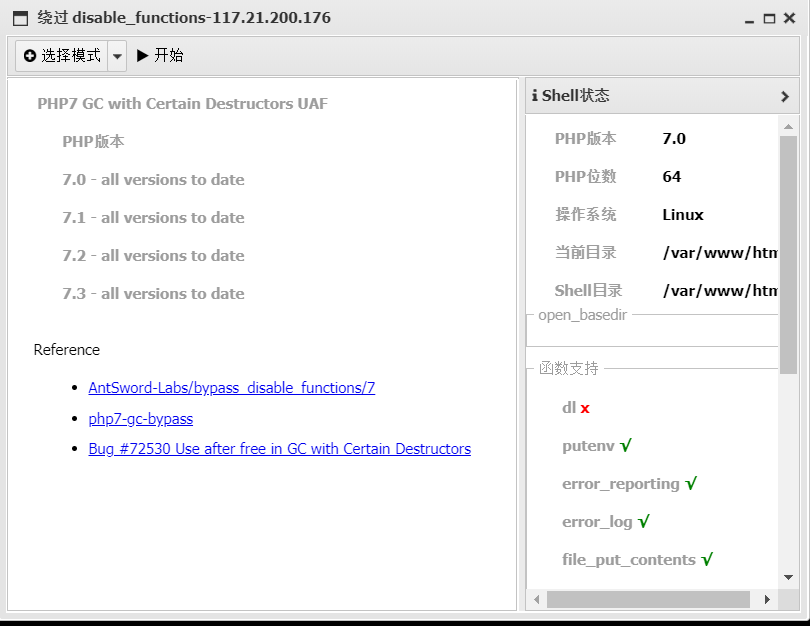 绕过 disable_functions-117.21.200.176
选择模式 开始
PHP7 GC with Certain Destructors UAF
PHP版本
7.0 - all versions to date
7.1 - all versions to date
7.2 - all versions to date
7.3 - all versions to date
Reference
AntSword-Labs/bypass_disable_functions/7
php7-gc-bypass
Bug #72530 Use after free in GC with Certain Destructors
Shell状态
PHP版本 7.0
PHP位数 64
操作系统 Linux
当前目录 /var/www/htm
Shell目录 /var/www/htm
open_basedir
函数支持
dl x
putenv √
error_reporting √
error_log √
file_put_contents √